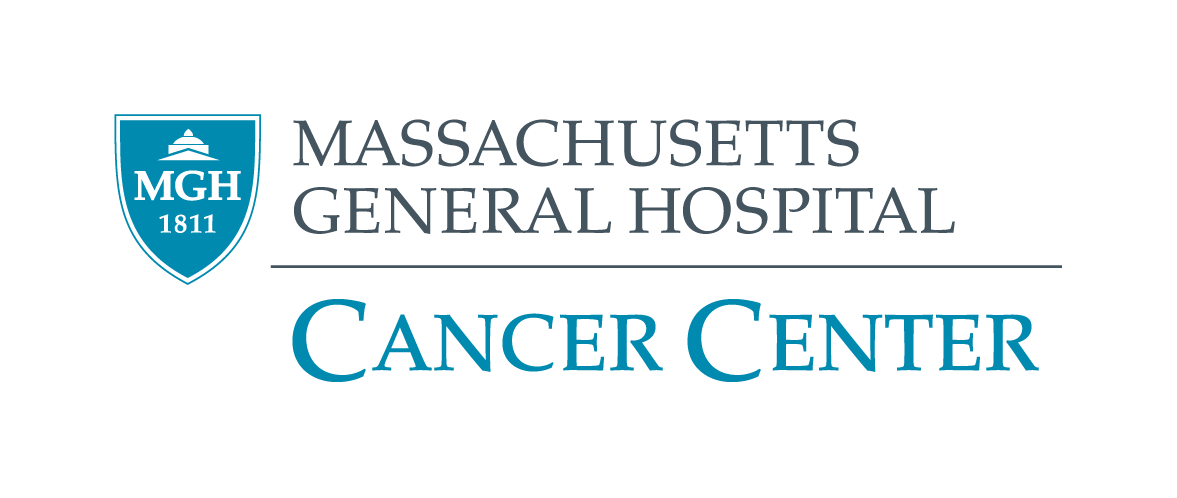 MGH
1811
MASSACHUSETTS
GENERAL HOSPITAL
CANCER CENTER